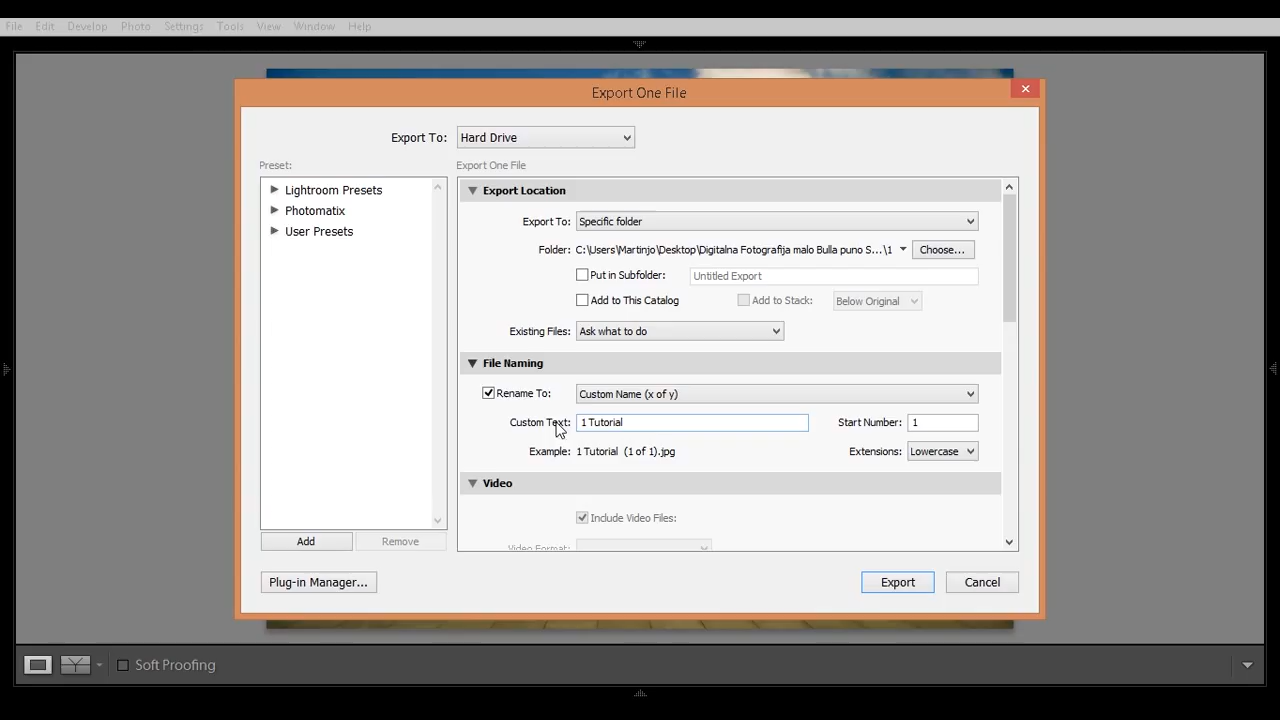 File Edit Develop Photo Settings Tools View Window Help
Export One File
Export To: Hard Drive
Preset:
Export One File
Lightroom Presets
Photomatix
User Presets
Export Location
Export To: Specific folder
Folder: C:\Users\Martinjo\Desktop\Digitalna Fotografija malo Bulla puno S...\1 Choose...
Put in Subfolder: Untitled Export
Add to This Catalog Add to Stack: Below Original
Existing Files: Ask what to do
File Naming
Rename To: Custom Name (x of y)
Custom Text: 1 Tutorial Start Number: 1
Example: 1 Tutorial (1 of 1).jpg Extensions: Lowercase
Video
Include Video Files:
Video Format:
Add Remove
Plug-in Manager... Export Cancel
Soft Proofing